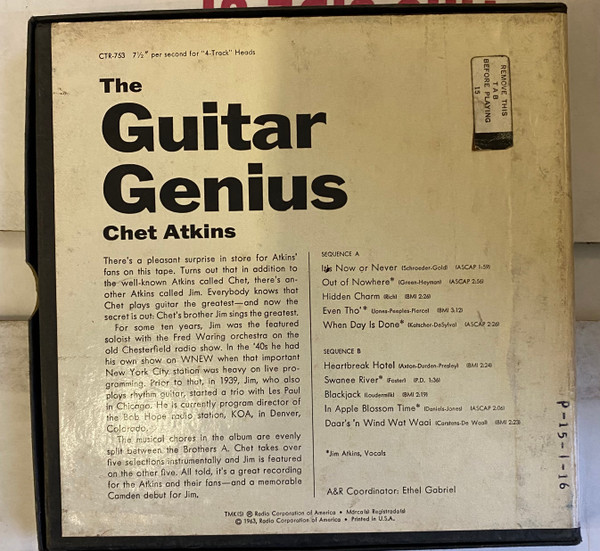 CTR-753 7½" per second for "4-Track" Heads
REMOVE THIS
TAB
BEFORE PLAYING
15
The
Guitar
Genius
Chet Atkins
There's a pleasant surprise in store for Atkins'
fans on this tape. Turns out that in addition to
the well-known Atkins called Chet, there's an-
other Atkins called Jim. Everybody knows that
Chet plays guitar the greatest—and now the
secret is out: Chet's brother Jim sings the greatest.
For some ten years, Jim was the featured
soloist with the Fred Waring orchestra on the
old Chesterfield radio show. In the '40s he had
his own show on WNEW when that important
New York City station was heavy on live pro-
gramming. Prior to that, in 1939, Jim, who also
plays rhythm guitar, started a trio with Les Paul
in Chicago. He is currently program director of
the Bob Hope radio station, KOA, in Denver,
Colorado.
The musical chores in the album are evenly
split between the Brothers A. Chet takes over
five selections instrumentally and Jim is featured
on the other five. All told, it's a great recording
for the Atkins and their fans—and a memorable
Camden debut for Jim.
SEQUENCE A
It's Now or Never (Schroeder-Gold) (ASCAP 1:59)
Out of Nowhere* (Green-Heyman) (ASCAP 2:56)
Hidden Charm (Bichl) (BMI 2:26)
Even Tho'* (Jones-Peeples-Pierce) (BMI 3:12)
When Day Is Done* (Katscher-DeSylva) (ASCAP 2:26)
SEQUENCE B
Heartbreak Hotel (Axton-Durden-Presley) (BMI 2:24)
Swanee River* (Foster) (P.D. 1:36)
Blackjack (Loudermilk) (BMI 2:19)
In Apple Blossom Time* (Daniels-Jones) (ASCAP 2:06)
Daar's 'n Wind Wat Waai (Carstens-De Waal) (BMI 2:23)
*Jim Atkins, Vocals
A&R Coordinator: Ethel Gabriel
P-15-1-16
TMK(S) ® Radio Corporation of America • Marca(s) Registrada(s)
© 1963, Radio Corporation of America • Printed in U.S.A.